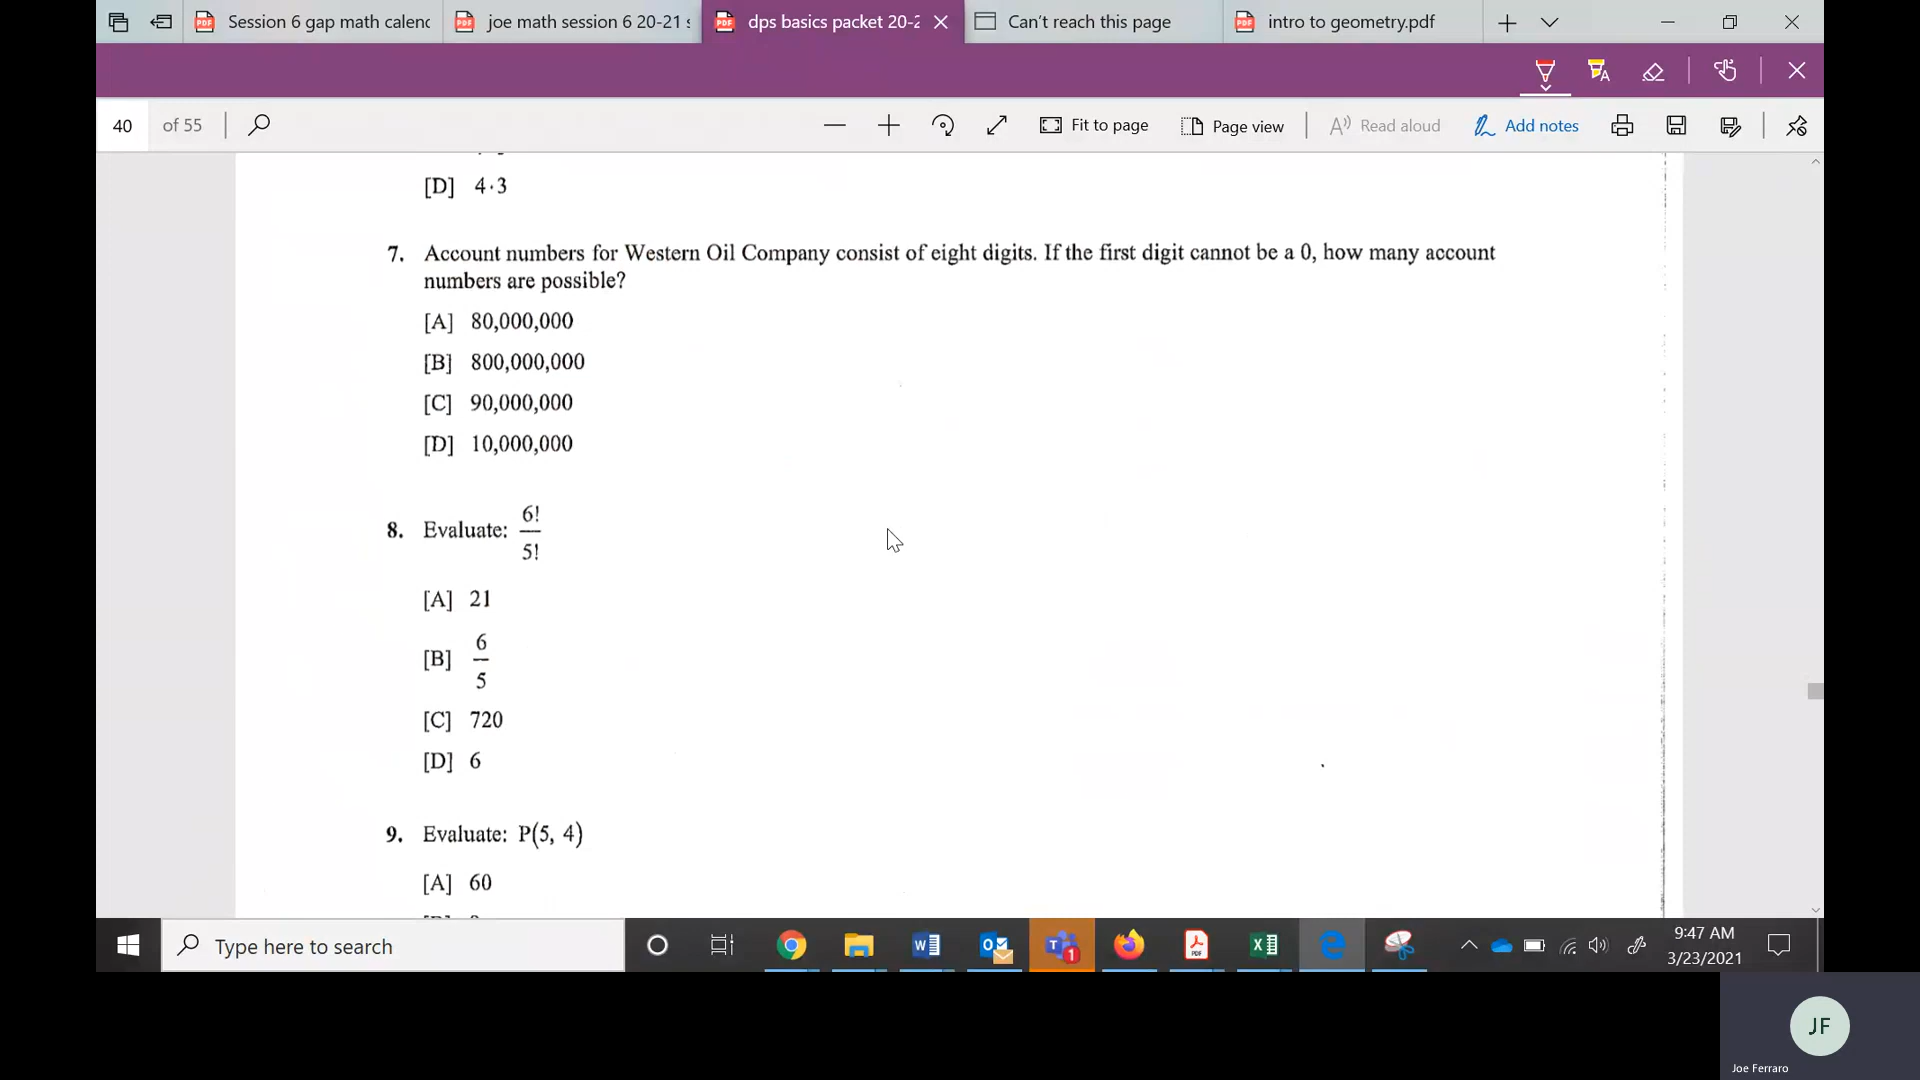 Session 6 gap math calenc
joe math session 6 20-21 s
dps basics packet 20-2
Can't reach this page
intro to geometry.pdf
40 of 55
Fit to page
Page view
Read aloud
Add notes
[D] 4·3
7. Account numbers for Western Oil Company consist of eight digits. If the first digit cannot be a 0, how many account
numbers are possible?
[A] 80,000,000
[B] 800,000,000
[C] 90,000,000
[D] 10,000,000
8. Evaluate: 6!/5!
[A] 21
[B] 6/5
[C] 720
[D] 6
9. Evaluate: P(5, 4)
[A] 60
Type here to search
1
9:47 AM
3/23/2021
JF
Joe Ferraro